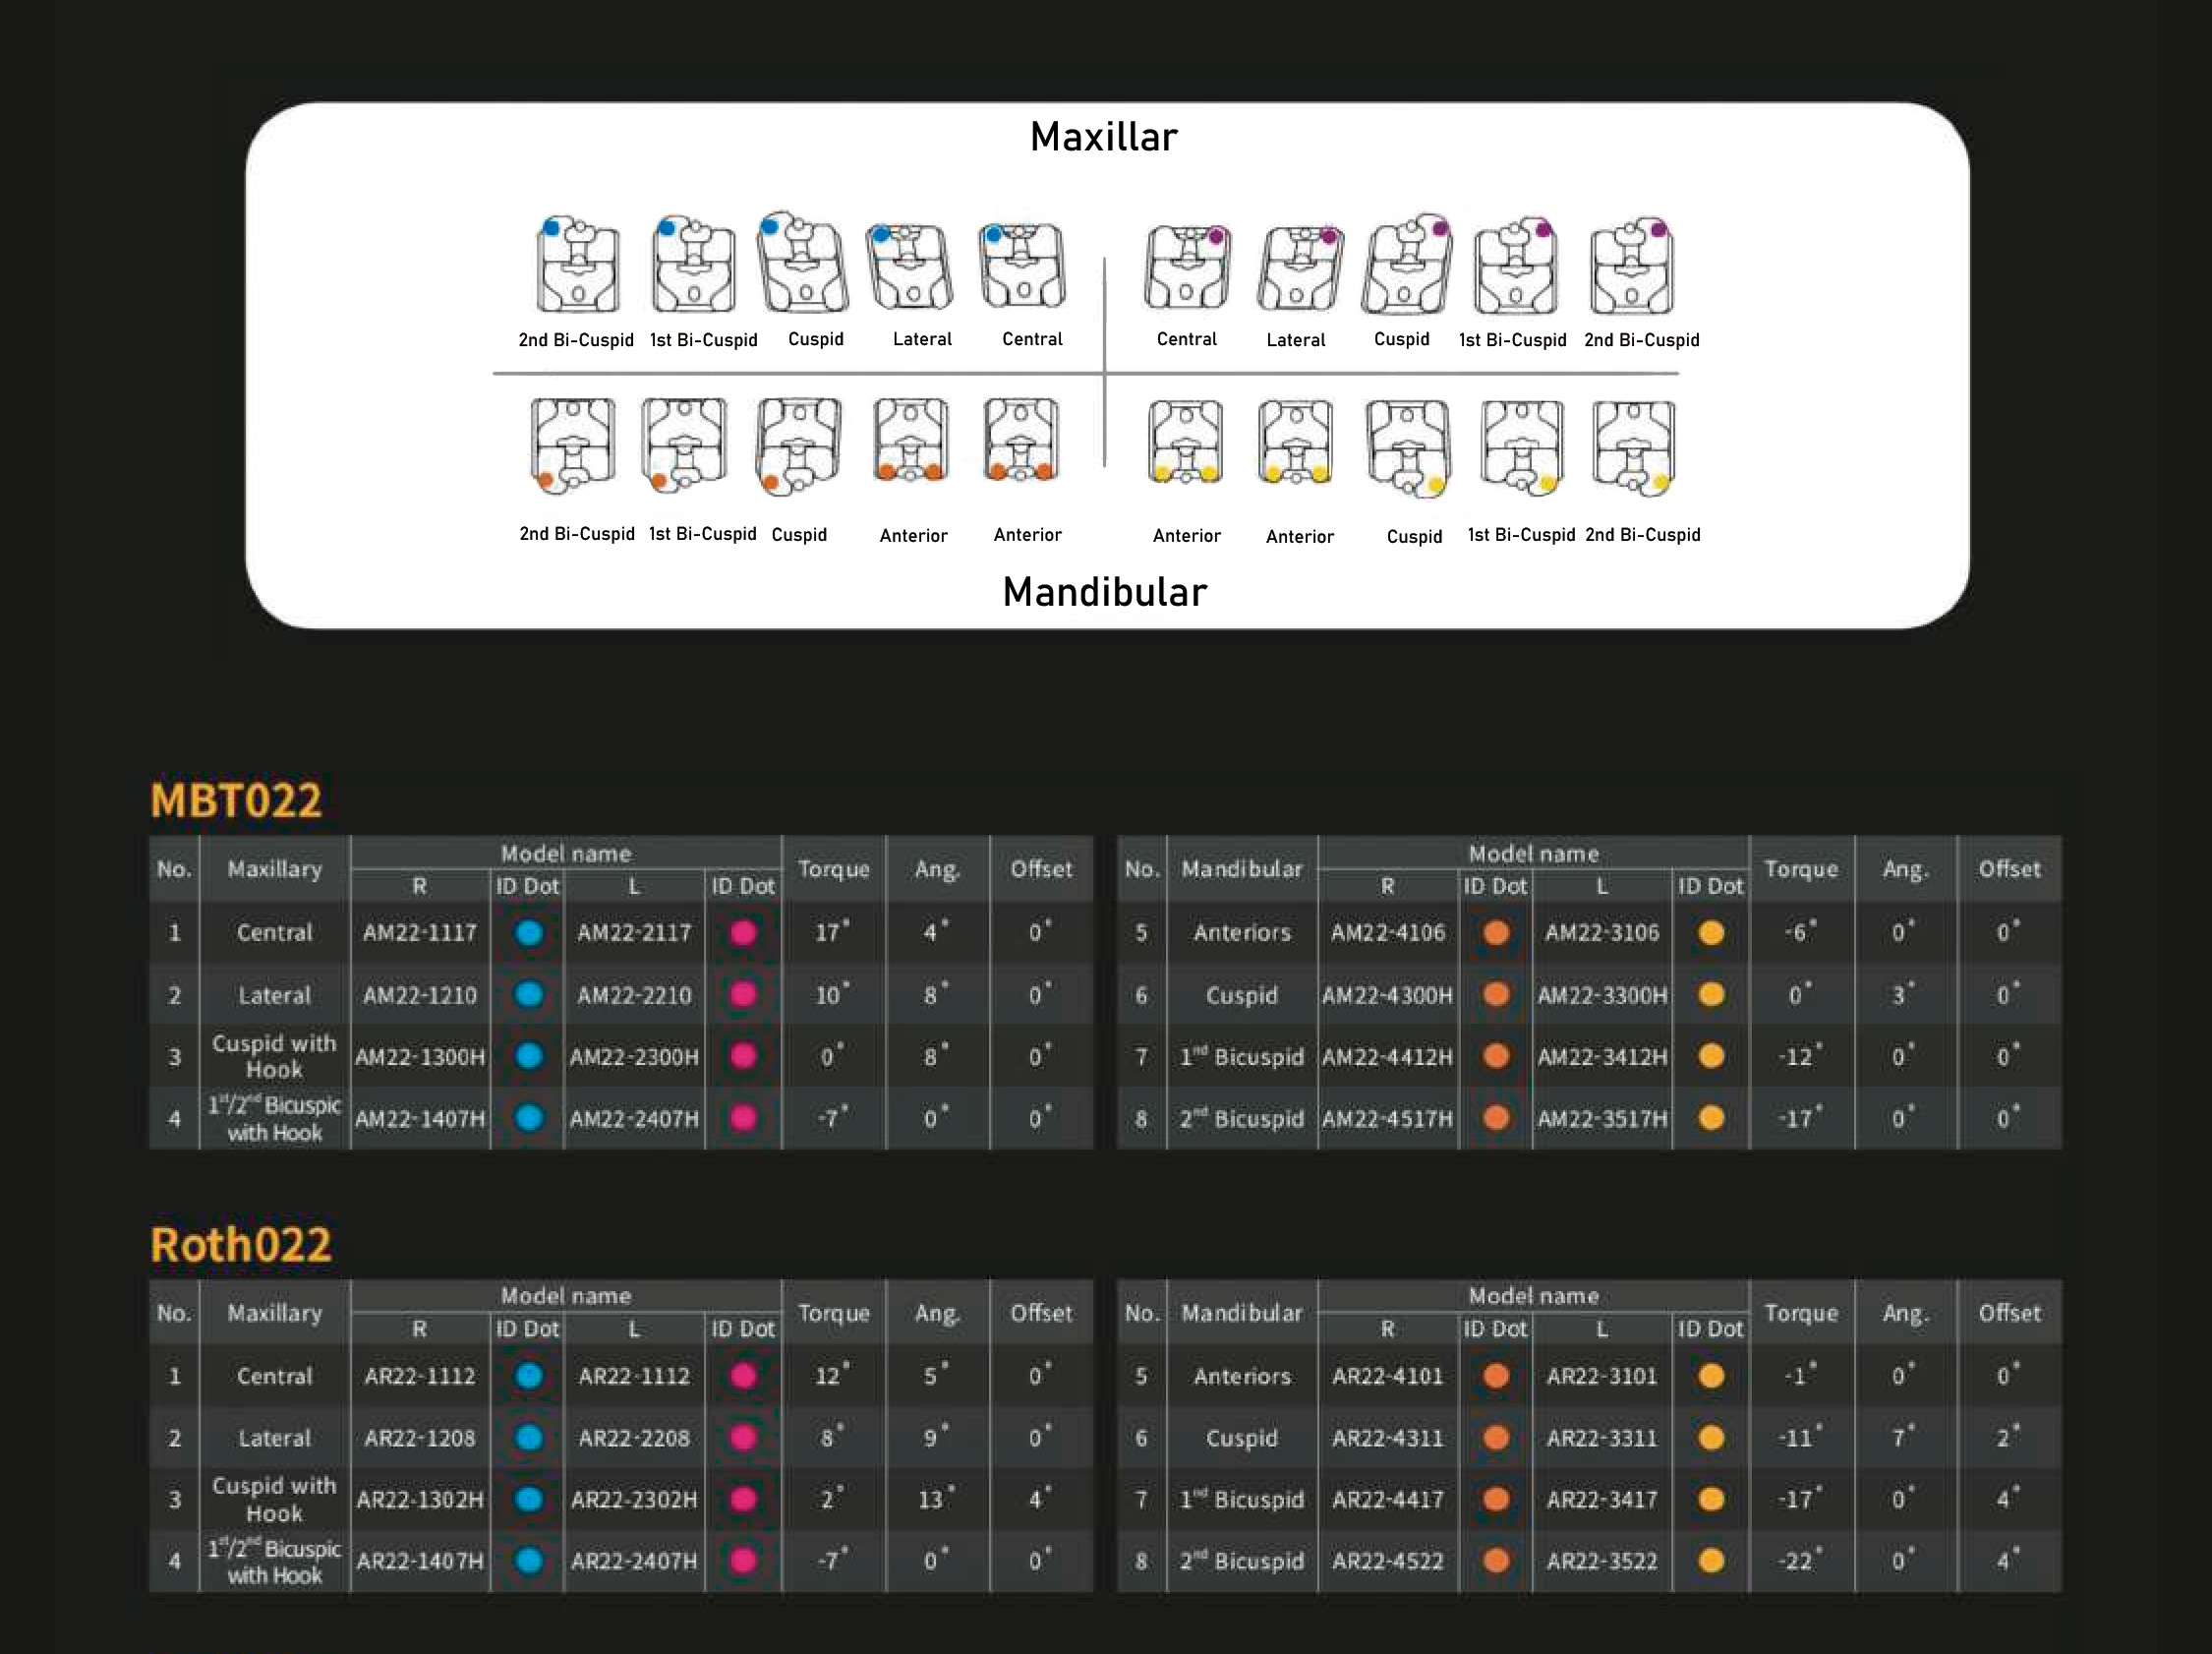 Maxillar
2nd Bi-Cuspid 1st Bi-Cuspid Cuspid Lateral Central Central Lateral Cuspid 1st Bi-Cuspid 2nd Bi-Cuspid
2nd Bi-Cuspid 1st Bi-Cuspid Cuspid Anterior Anterior Anterior Anterior Cuspid 1st Bi-Cuspid 2nd Bi-Cuspid
Mandibular
MBT022
No. Maxillary Model name Torque Ang. Offset
R ID Dot L ID Dot
1 Central AM22-1117 AM22-2117 17° 4° 0°
2 Lateral AM22-1210 AM22-2210 10° 8° 0°
3 Cuspid with Hook AM22-1300H AM22-2300H 0° 8° 0°
4 1st/2nd Bicuspic with Hook AM22-1407H AM22-2407H -7° 0° 0°
No. Mandibular Model name Torque Ang. Offset
R ID Dot L ID Dot
5 Anteriors AM22-4106 AM22-3106 -6° 0° 0°
6 Cuspid AM22-4300H AM22-3300H 0° 3° 0°
7 1nd Bicuspid AM22-4412H AM22-3412H -12° 0° 0°
8 2nd Bicuspid AM22-4517H AM22-3517H -17° 0° 0°
Roth022
No. Maxillary Model name Torque Ang. Offset
R ID Dot L ID Dot
1 Central AR22-1112 AR22-1112 12° 5° 0°
2 Lateral AR22-1208 AR22-2208 8° 9° 0°
3 Cuspid with Hook AR22-1302H AR22-2302H 2° 13° 4°
4 1st/2nd Bicuspic with Hook AR22-1407H AR22-2407H -7° 0° 0°
No. Mandibular Model name Torque Ang. Offset
R ID Dot L ID Dot
5 Anteriors AR22-4101 AR22-3101 -1° 0° 0°
6 Cuspid AR22-4311 AR22-3311 -11° 7° 2°
7 1nd Bicuspid AR22-4417 AR22-3417 -17° 0° 4°
8 2nd Bicuspid AR22-4522 AR22-3522 -22° 0° 4°